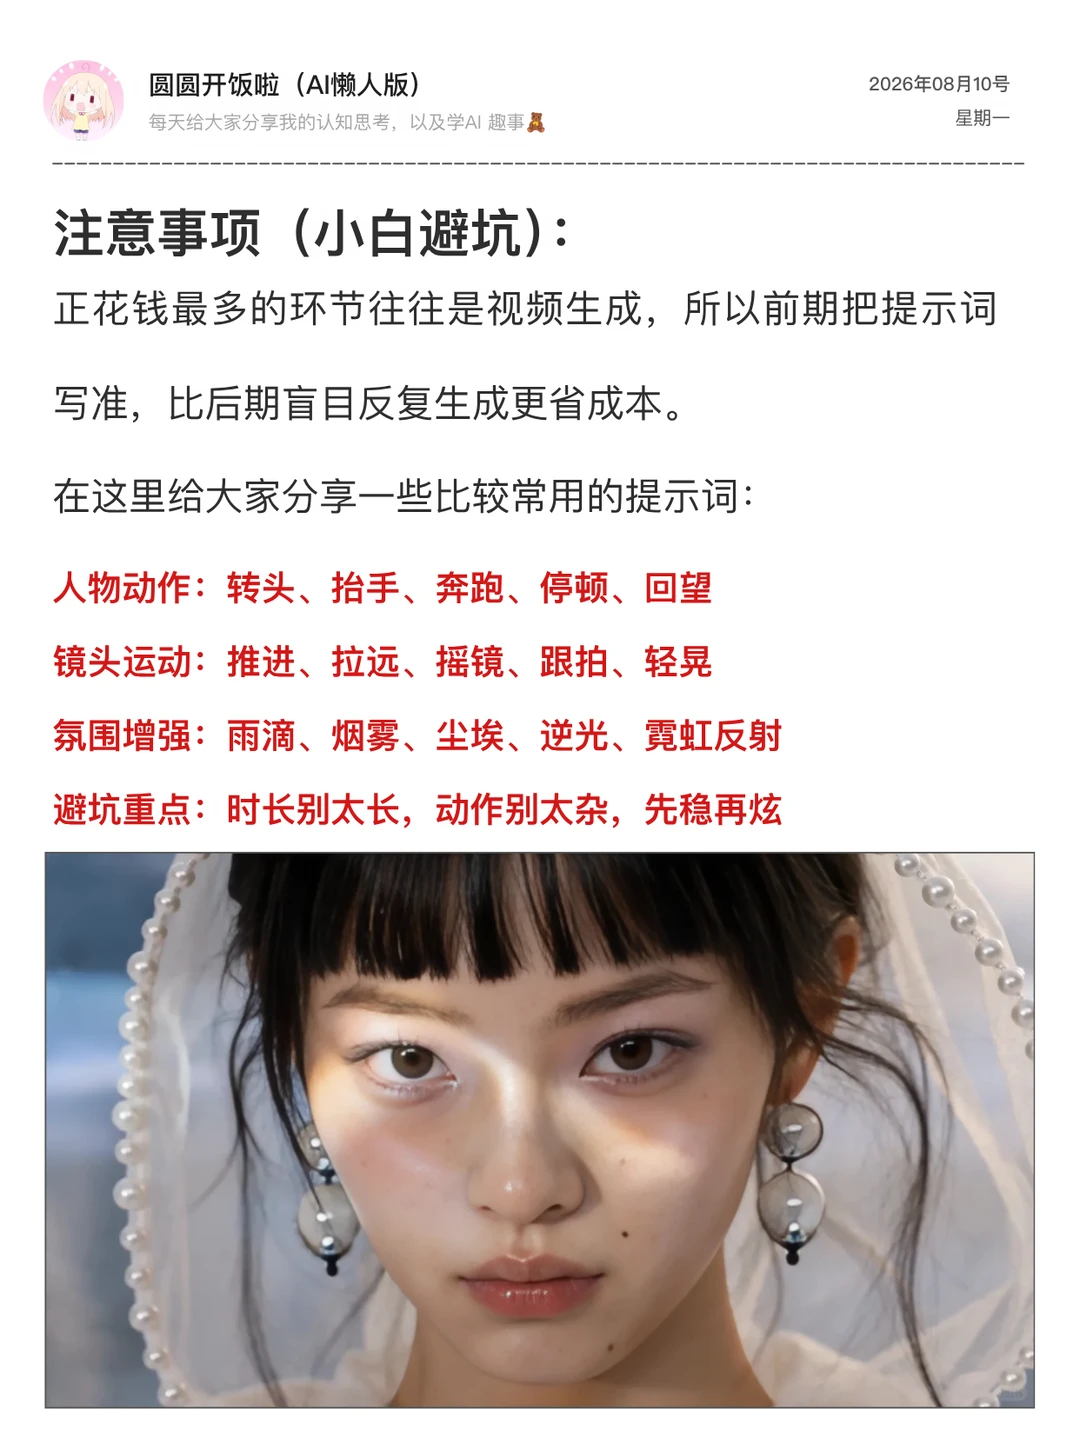 圆圆开饭啦（AI懒人版）
每天给大家分享我的认知思考，以及学AI 趣事🧸
2026年08月10号
星期一
注意事项（小白避坑）：
正花钱最多的环节往往是视频生成，所以前期把提示词
写准，比后期盲目反复生成更省成本。
在这里给大家分享一些比较常用的提示词：
人物动作：转头、抬手、奔跑、停顿、回望
镜头运动：推进、拉远、摇镜、跟拍、轻晃
氛围增强：雨滴、烟雾、尘埃、逆光、霓虹反射
避坑重点：时长别太长，动作别太杂，先稳再炫